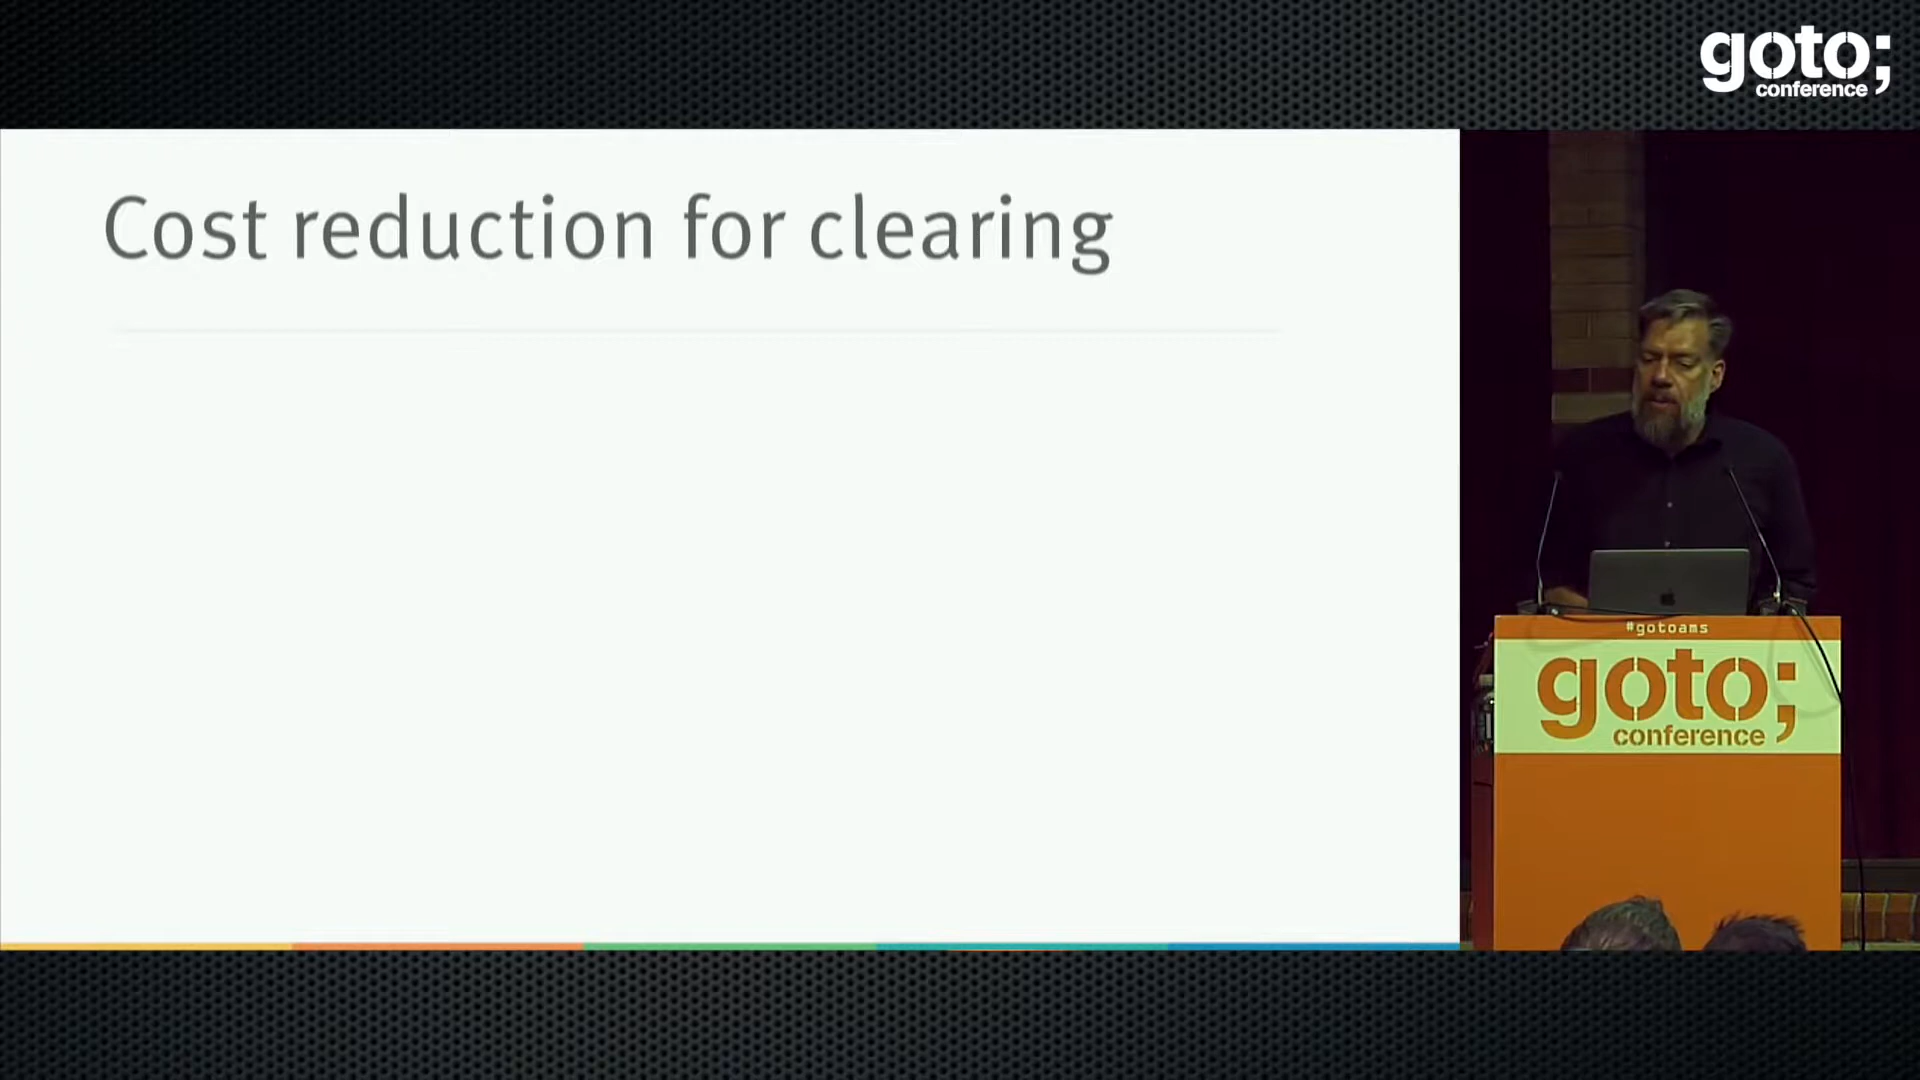 goto;
conference
Cost reduction for clearing
#gotoams
goto;
conference